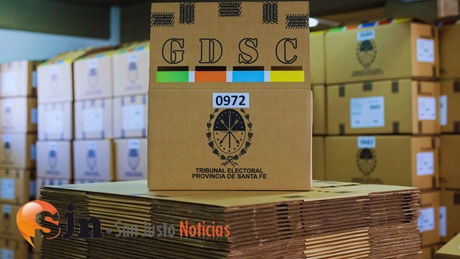 G D S C
0972
TRIBUNAL ELECTORAL
PROVINCIA DE SANTA FE
Sjn - San Justo Noticias